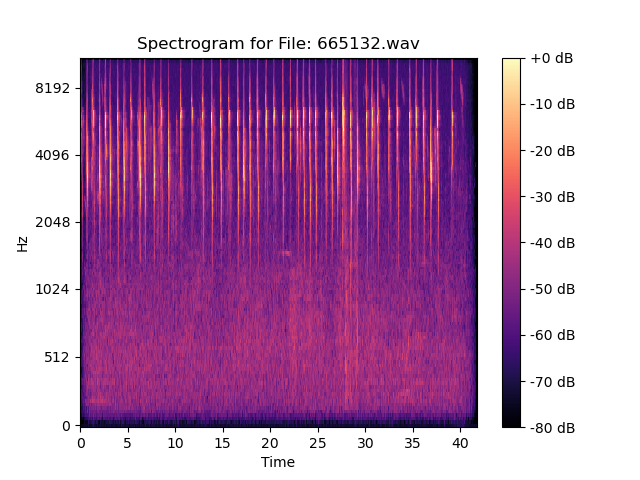 Spectrogram for File: 665132.wav
8192
4096
2048
1024
512
0
Hz
0 5 10 15 20 25 30 35 40
Time
+0 dB
-10 dB
-20 dB
-30 dB
-40 dB
-50 dB
-60 dB
-70 dB
-80 dB